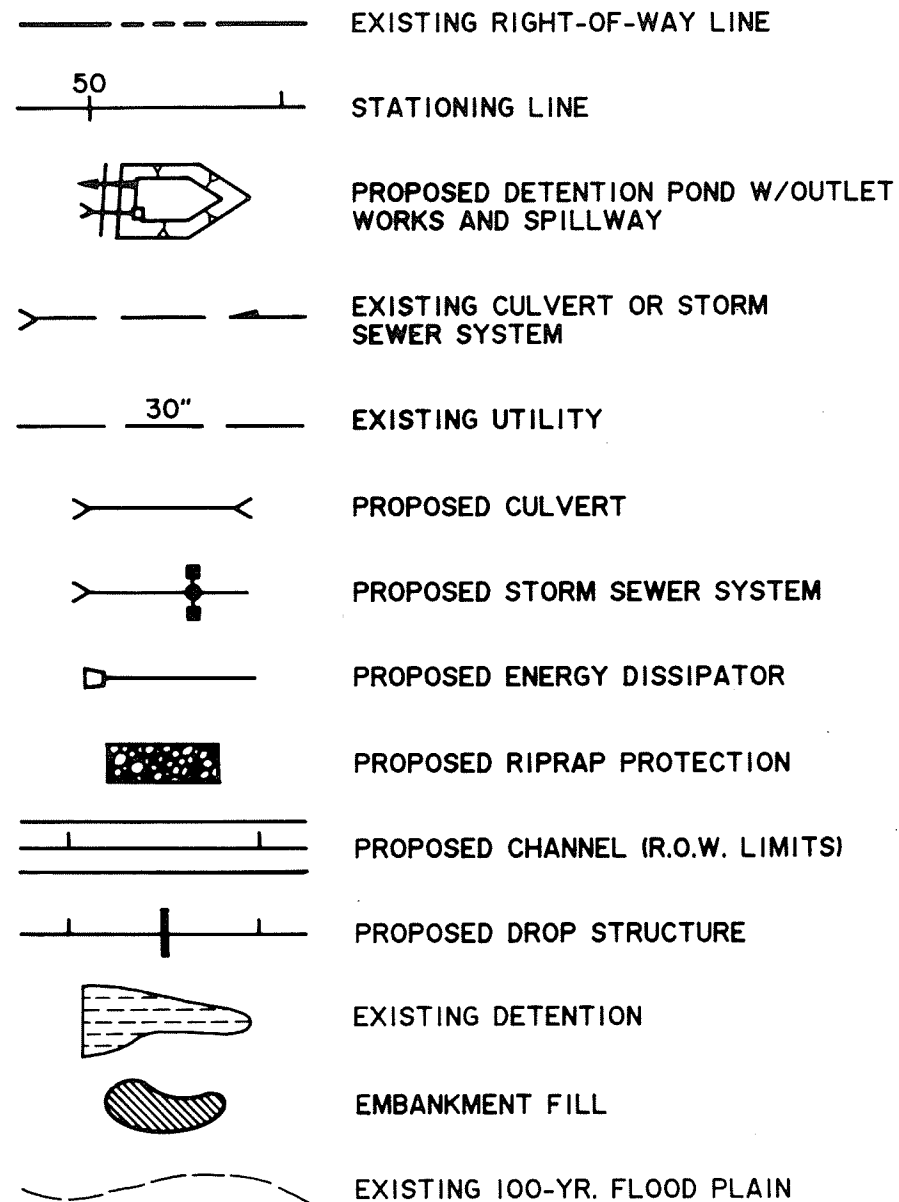 EXISTING RIGHT-OF-WAY LINE
50
STATIONING LINE
PROPOSED DETENTION POND W/OUTLET
WORKS AND SPILLWAY
EXISTING CULVERT OR STORM
SEWER SYSTEM
30"
EXISTING UTILITY
PROPOSED CULVERT
PROPOSED STORM SEWER SYSTEM
PROPOSED ENERGY DISSIPATOR
PROPOSED RIPRAP PROTECTION
PROPOSED CHANNEL (R.O.W. LIMITS)
PROPOSED DROP STRUCTURE
EXISTING DETENTION
EMBANKMENT FILL
EXISTING 100-YR. FLOOD PLAIN